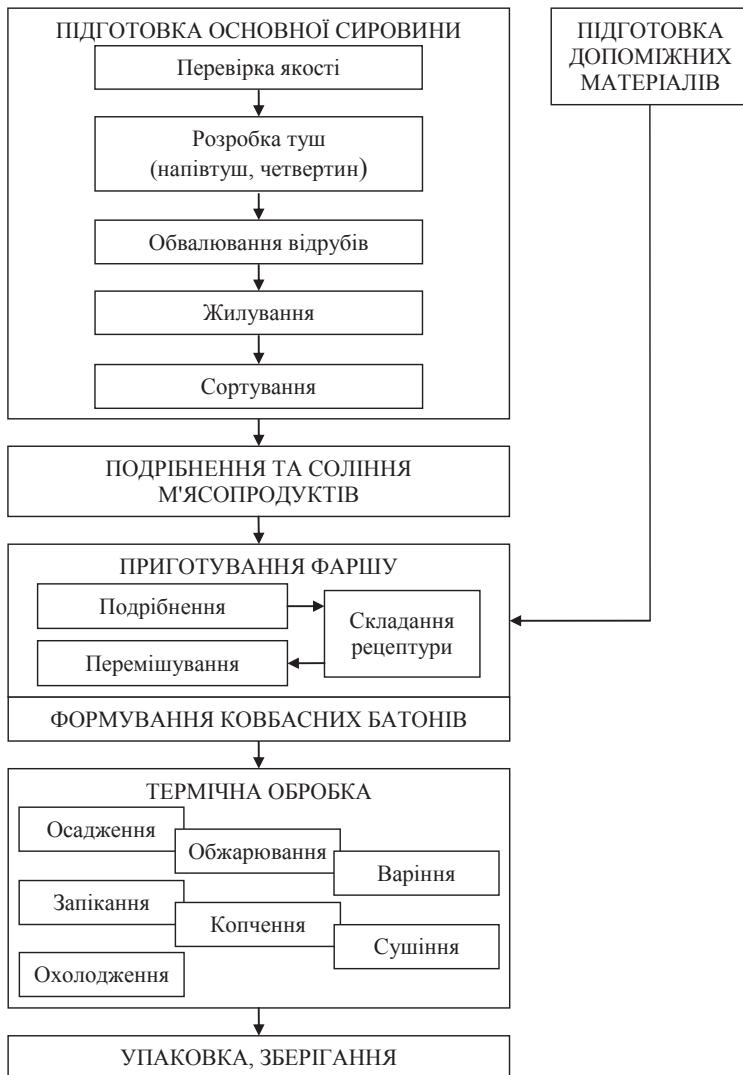 ПІДГОТОВКА ОСНОВНОЇ СИРОВИНИ
Перевірка якості
Розробка туш
(напівтуш, четвертин)
Обвалювання відрубів
Жилування
Сортування
ПІДГОТОВКА
ДОПОМІЖНИХ
МАТЕРІАЛІВ
ПОДРІБНЕННЯ ТА СОЛІННЯ
М'ЯСОПРОДУКТІВ
ПРИГОТУВАННЯ ФАРШУ
Подрібнення
Складання
рецептури
Перемішування
ФОРМУВАННЯ КОВБАСНИХ БАТОНІВ
ТЕРМІЧНА ОБРОБКА
Осадження
Обжарювання
Варіння
Запікання
Копчення
Сушіння
Охолодження
УПАКОВКА, ЗБЕРІГАННЯ